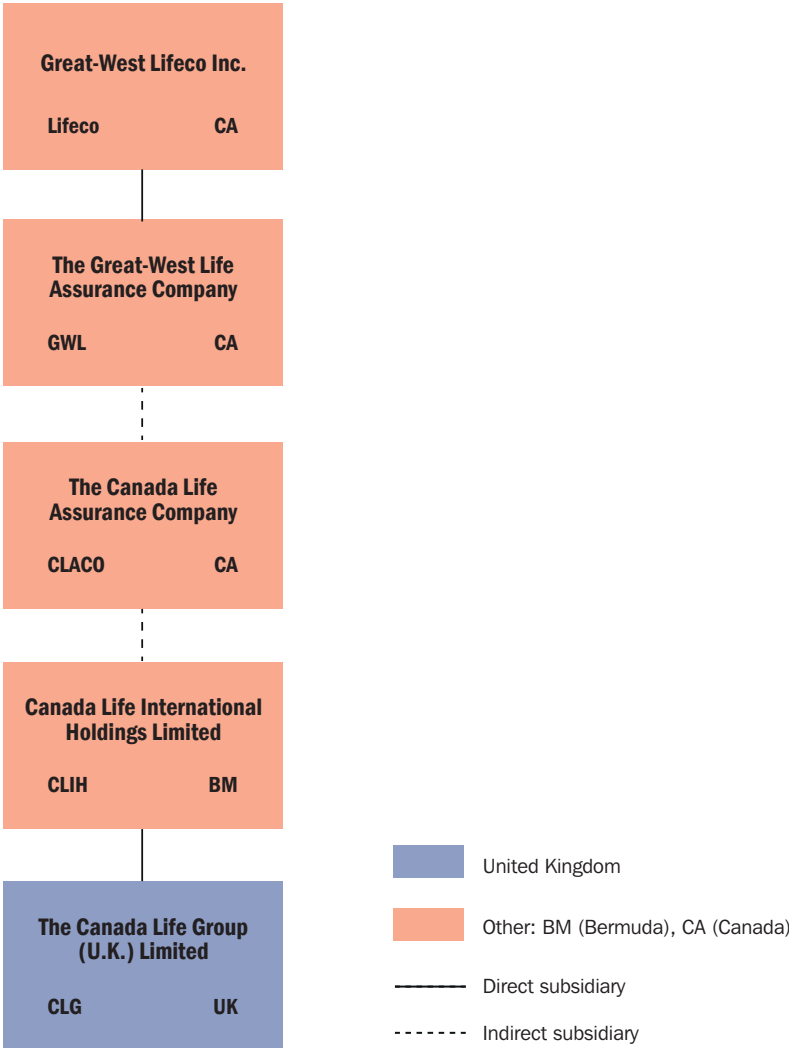 Great-West Lifeco Inc.
Lifeco CA
The Great-West Life
Assurance Company
GWL CA
The Canada Life
Assurance Company
CLACO CA
Canada Life International
Holdings Limited
CLIH BM
The Canada Life Group
(U.K.) Limited
CLG UK
United Kingdom
Other: BM (Bermuda), CA (Canada)
Direct subsidiary
Indirect subsidiary